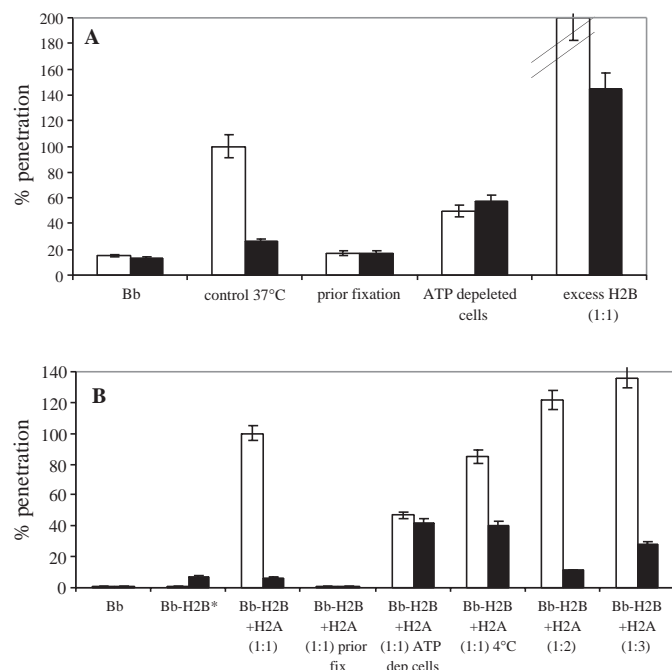 A
% penetration
200
180
160
140
120
100
80
60
40
20
0
Bb
control 37°C
prior fixation
ATP depeleted
cells
excess H2B
(1:1)
B
% penetration
140
120
100
80
60
40
20
0
Bb
Bb-H2B*
Bb-H2B
+H2A
(1:1)
Bb-H2B
+H2A
(1:1) prior
fix
Bb-H2B
+H2A
(1:1) ATP
dep cells
Bb-H2B
+H2A
(1:1) 4°C
Bb-H2B
+H2A
(1:2)
Bb-H2B
+H2A
(1:3)